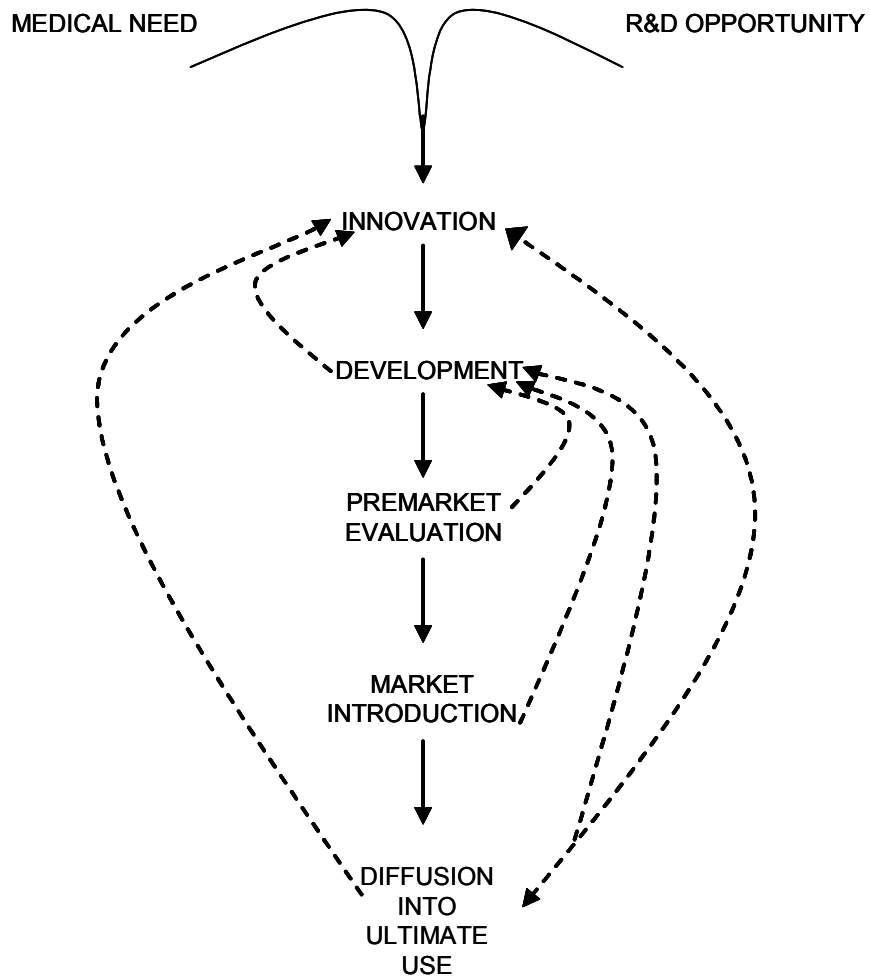 MEDICAL NEED
R&D OPPORTUNITY
INNOVATION
DEVELOPMENT
PREMARKET
EVALUATION
MARKET
INTRODUCTION
DIFFUSION
INTO
ULTIMATE
USE